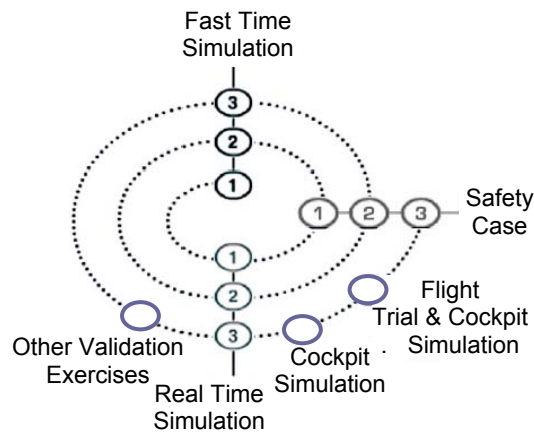 Fast Time
Simulation
3
2
1
1 2 3
Safety
Case
1
2
3
Flight
Trial & Cockpit
Simulation
Other Validation
Exercises
Cockpit
Simulation
Real Time
Simulation